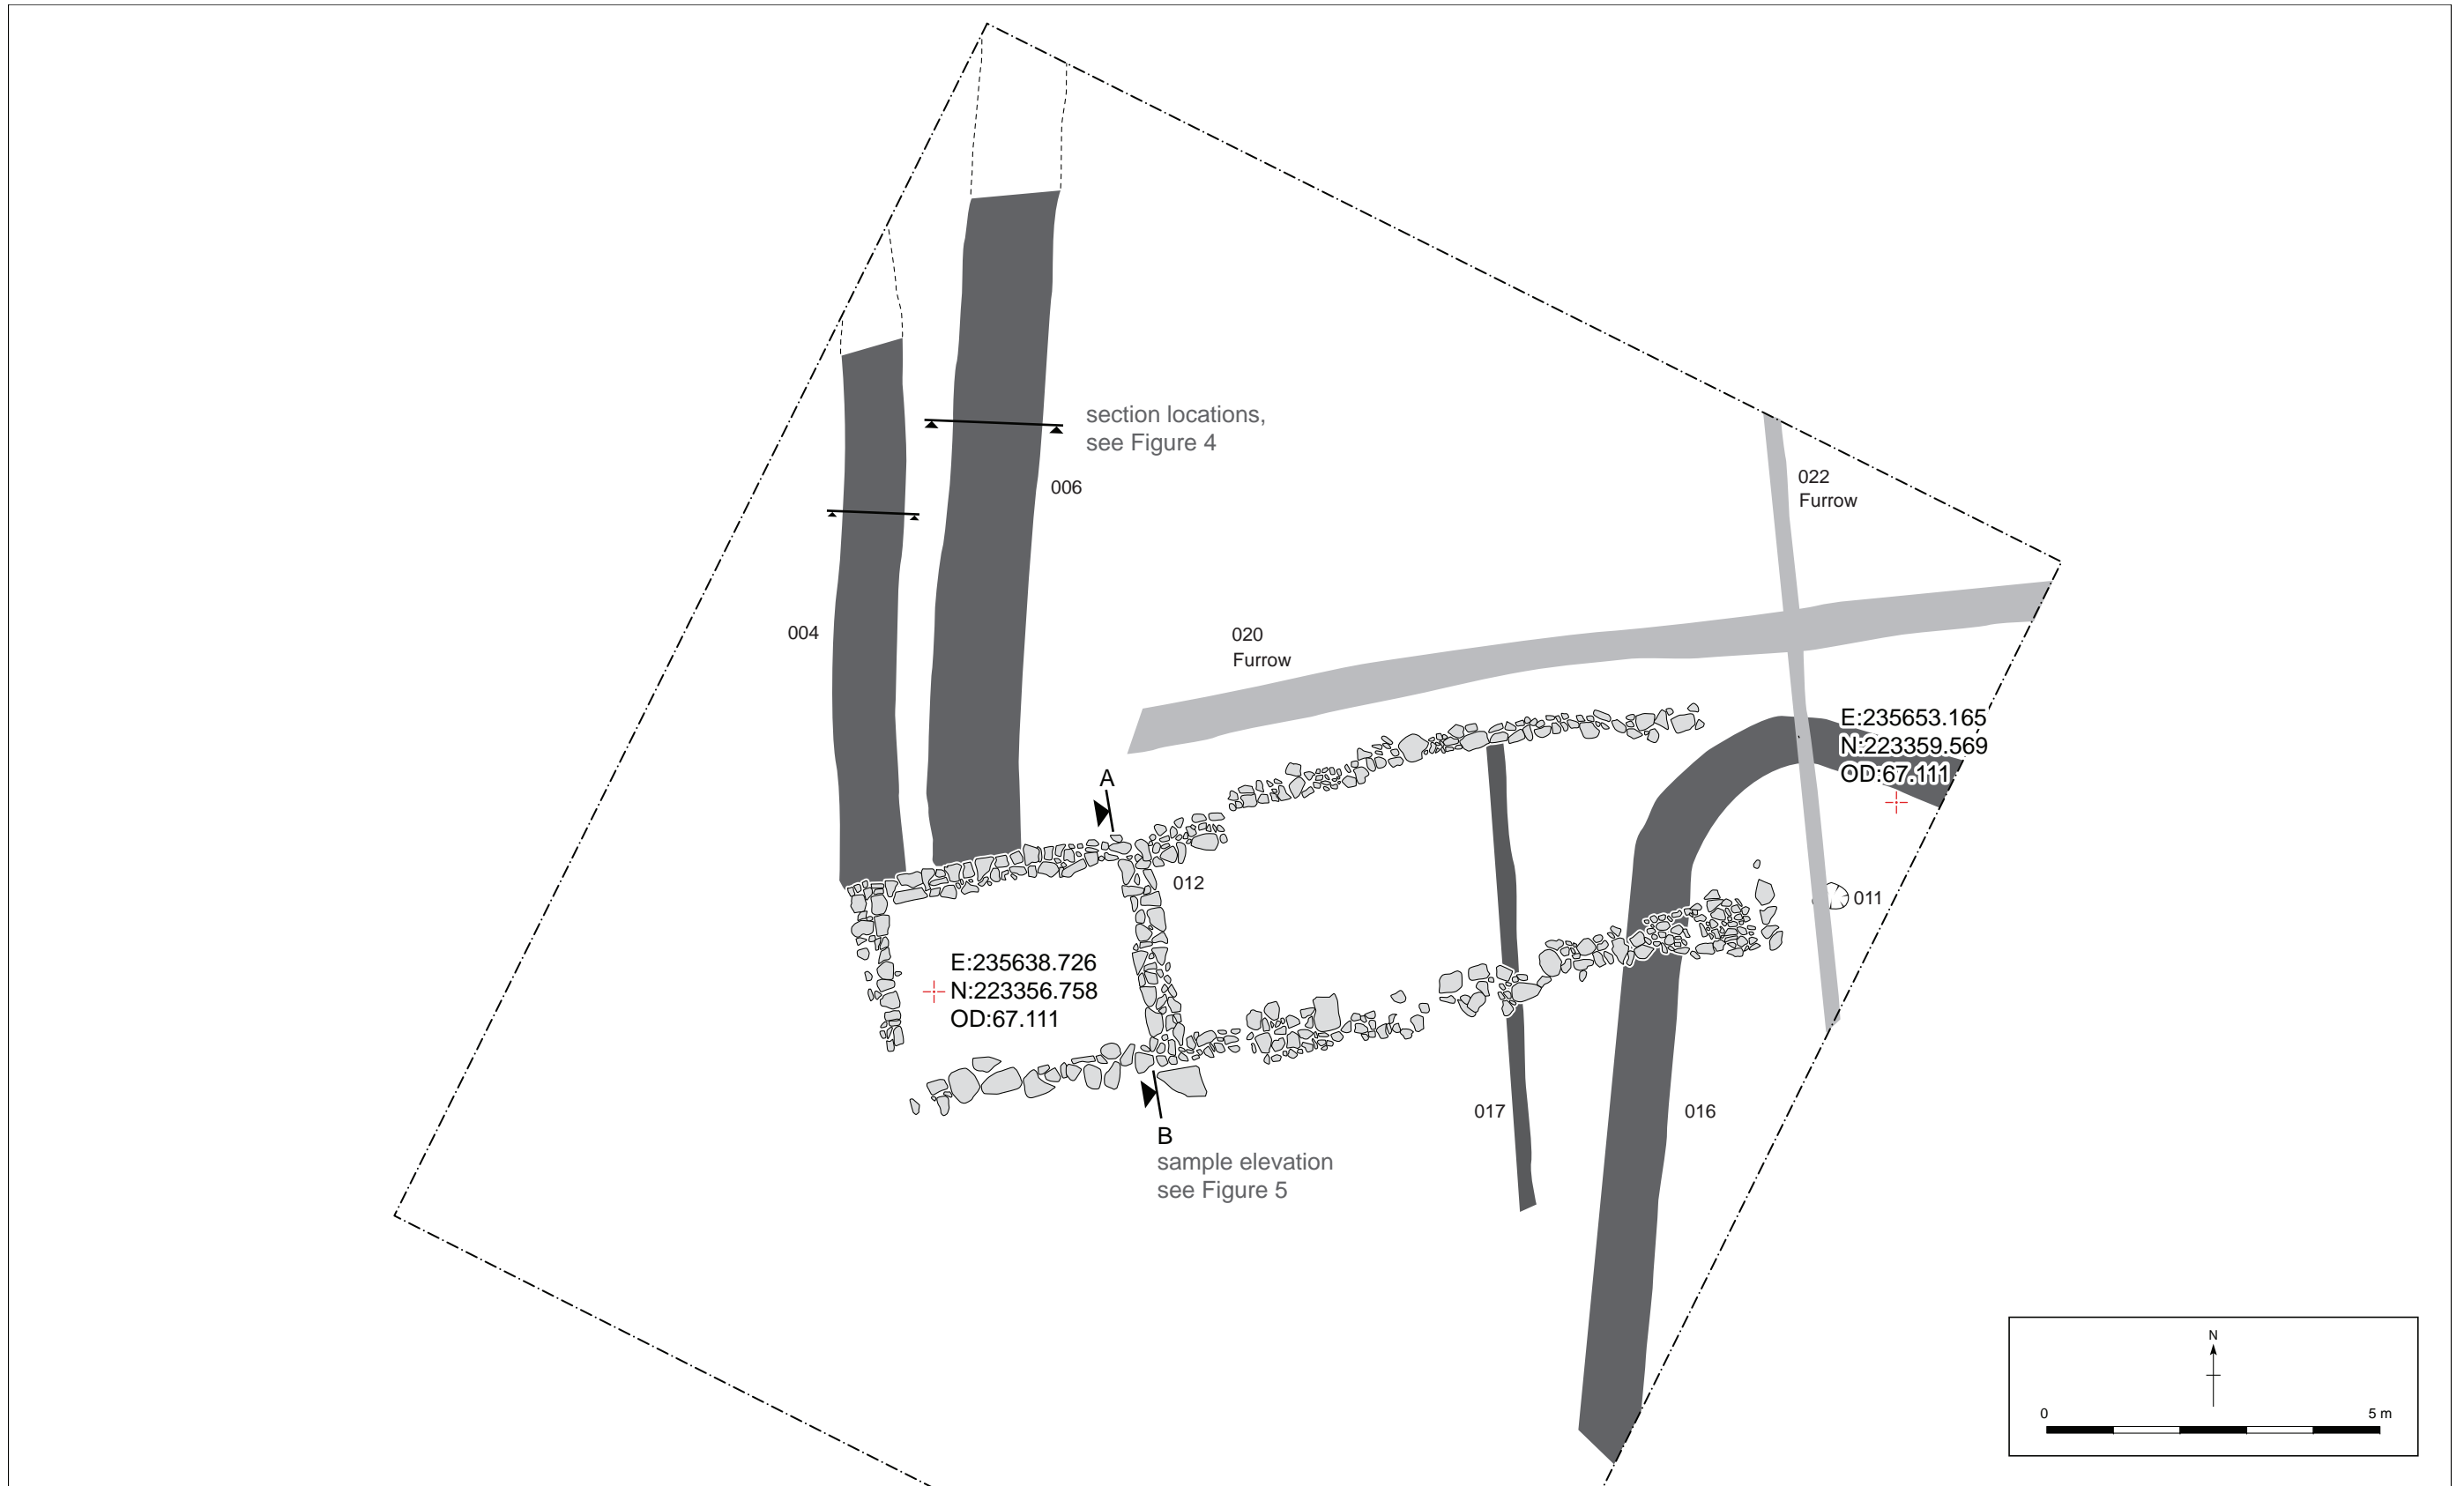 section locations,
see Figure 4
006
022
Furrow
004
020
Furrow
E:235653.165
N:223359.569
OD:67.111
A
012
011
E:235638.726
N:223356.758
OD:67.111
017
016
B
sample elevation
see Figure 5
N
0
5 m